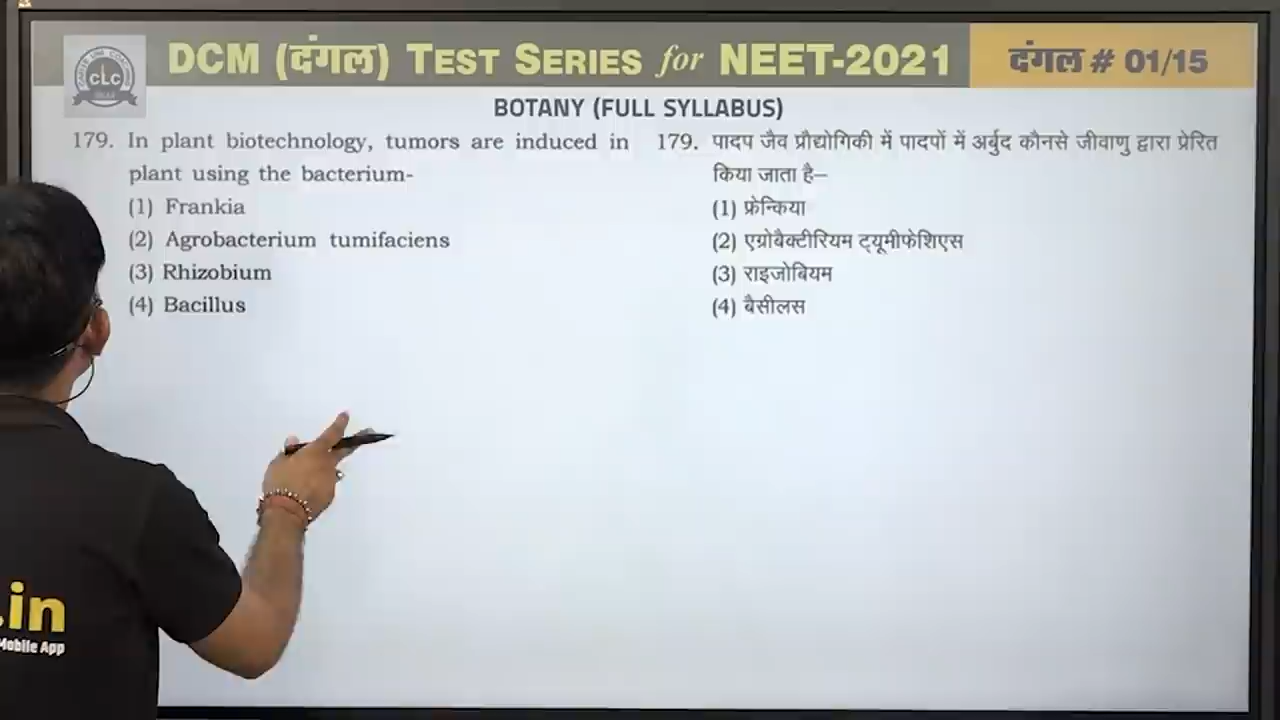 DCM (दंगल) TEST SERIES for NEET-2021
दंगल # 01/15
CLC
BOTANY (FULL SYLLABUS)
179. In plant biotechnology, tumors are induced in
plant using the bacterium-
(1) Frankia
(2) Agrobacterium tumifaciens
(3) Rhizobium
(4) Bacillus
179. पादप जैव प्रौद्योगिकी में पादपों में अर्बुद कौनसे जीवाणु द्वारा प्रेरित
किया जाता है–
(1) फ्रेन्किया
(2) एग्रोबैक्टीरियम ट्यूमीफेशिएस
(3) राइजोबियम
(4) बैसीलस
.in
Mobile App